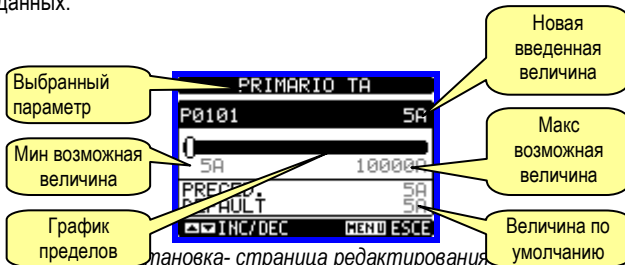 данных.
Новая
введенная
величина
Выбранный
параметр
PRIMARIO TA
P0101 5A
Мин возможная
величина
5A 10000A
Макс
возможная
величина
PRECED. 5A
DEFAULT 5A
▲▼INC/DEC MENU ESCE
График
пределов
Величина по
умолчанию
тановка- страница редактирования